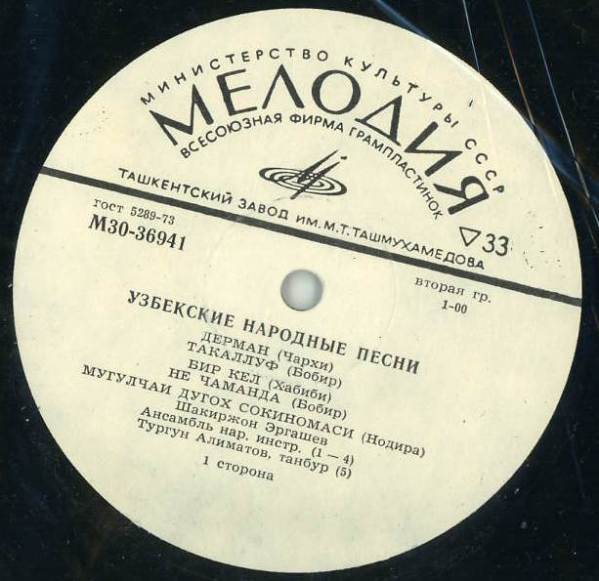 МИНИСТЕРСТВО КУЛЬТУРЫ СССР
МЕЛОДИЯ
ВСЕСОЮЗНАЯ ФИРМА ГРАМПЛАСТИНОК
ТАШКЕНТСКИЙ ЗАВОД ИМ. М.Т. ТАШМУХАМЕДОВА
ГОСТ 5289-73
М30-36941
33
вторая гр.
1-00
УЗБЕКСКИЕ НАРОДНЫЕ ПЕСНИ
ДЕРМАН (Чархи)
ТАКАЛЛУФ (Бобир)
БИР КЕЛ (Хабиби)
НЕ ЧАМАНДА (Бобир)
МУГУЛЧАИ ДУГОХ СОКИНОМАСИ (Нодира)
Шакиржон Эргашев
Ансамбль нар. инстр. (1—4)
Тургун Алиматов, танбур (5)
1 сторона